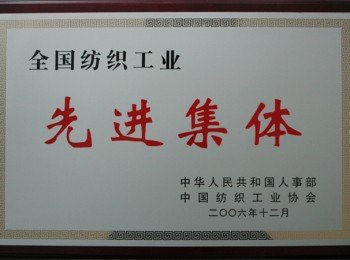 全国纺织工业
先进集体
中华人民共和国人事部
中国纺织工业协会
二〇〇六年十二月